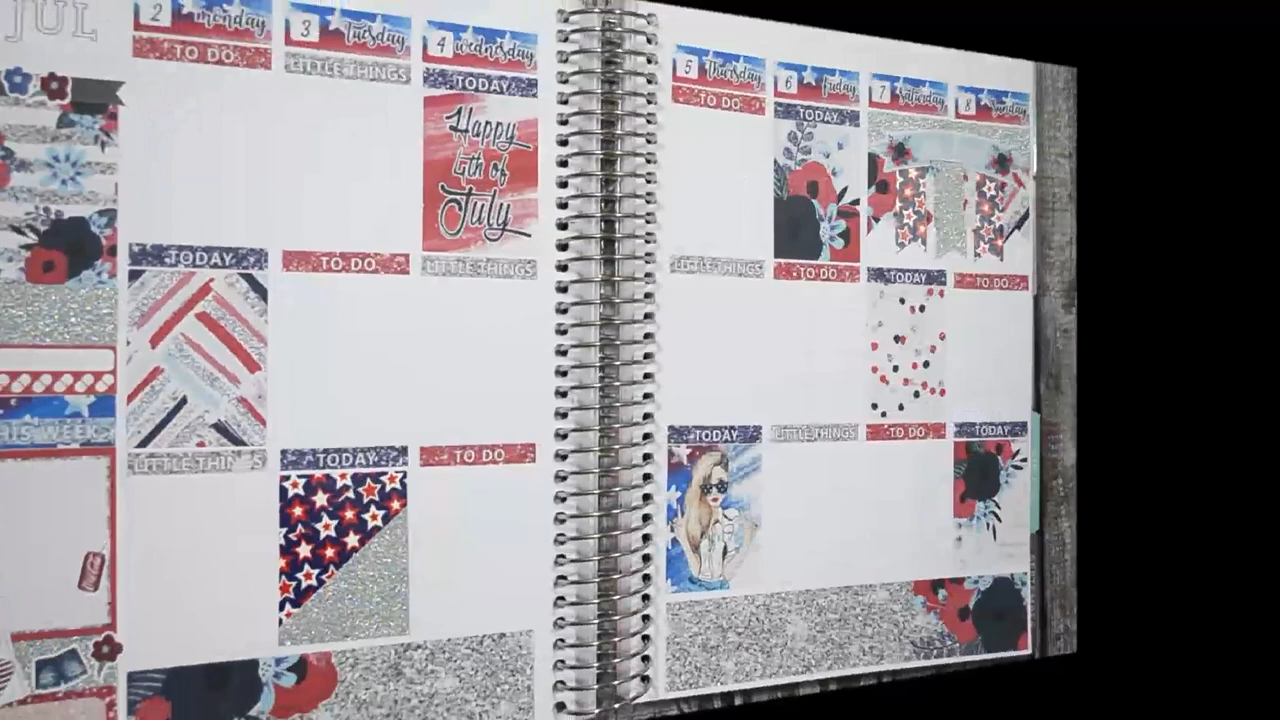 JUL
2 monday
TO DO
3 Tuesday
LITTLE THINGS
4 wednesday
TODAY
Happy
4th of
July
5 Thursday
TO DO
6 Friday
TODAY
7 Saturday
8 Sunday
TODAY
TO DO
LITTLE THINGS
LITTLE THINGS
TO DO
TODAY
TO DO
HIS WEEK
LITTLE THINGS
TODAY
TO DO
TODAY
LITTLE THINGS
TO DO
TODAY